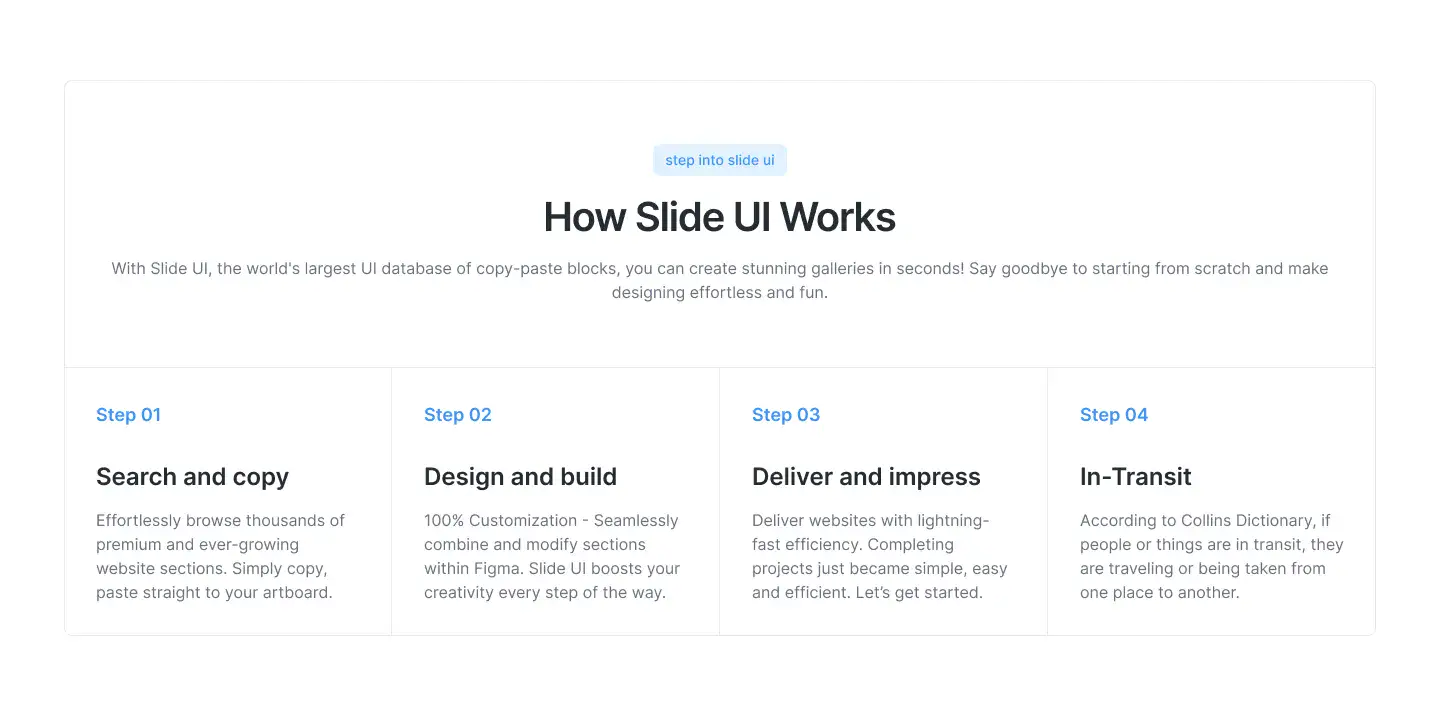 step into slide ui
How Slide UI Works
With Slide UI, the world's largest UI database of copy-paste blocks, you can create stunning galleries in seconds! Say goodbye to starting from scratch and make
designing effortless and fun.
Step 01
Search and copy
Effortlessly browse thousands of
premium and ever-growing
website sections. Simply copy,
paste straight to your artboard.
Step 02
Design and build
100% Customization - Seamlessly
combine and modify sections
within Figma. Slide UI boosts your
creativity every step of the way.
Step 03
Deliver and impress
Deliver websites with lightning-
fast efficiency. Completing
projects just became simple, easy
and efficient. Let’s get started.
Step 04
In-Transit
According to Collins Dictionary, if
people or things are in transit, they
are traveling or being taken from
one place to another.